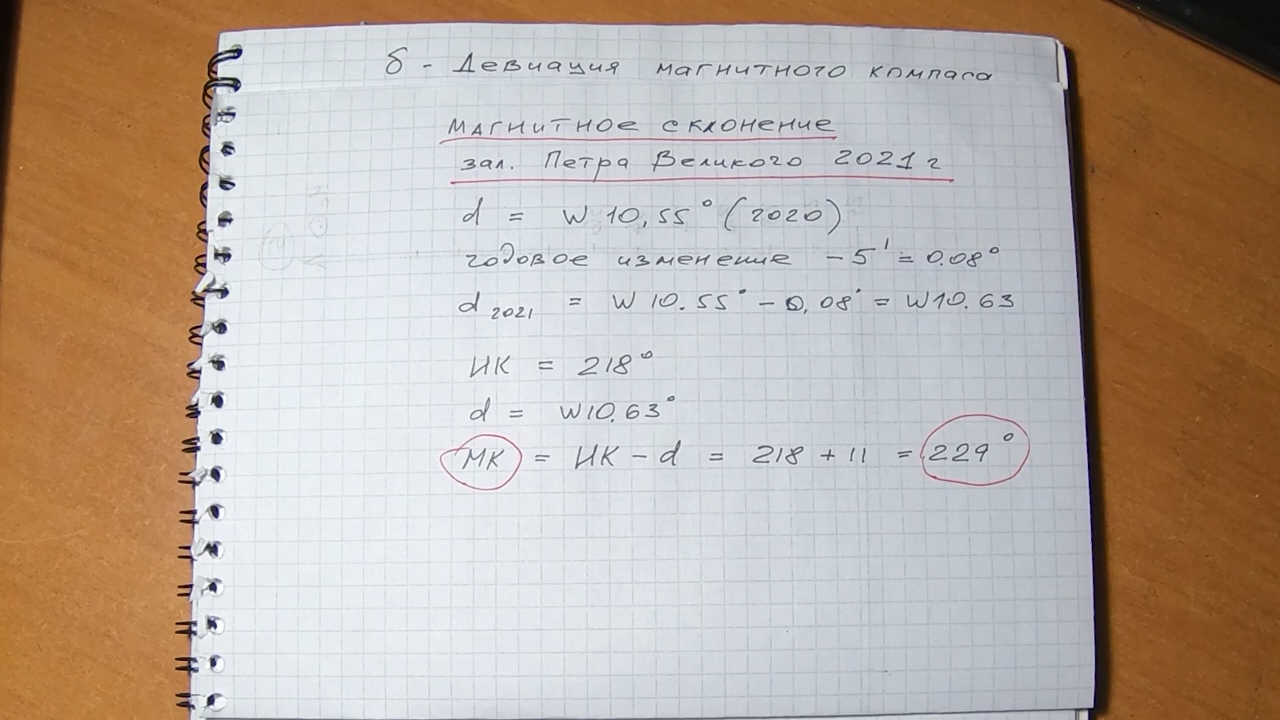 δ - Девиация магнитного компаса
Магнитное склонение
зал. Петра Великого 2021 г
d = W 10,55° (2020)
годовое изменение - 5' = 0.08°
d 2021 = W 10.55° - 0,08° = W10.63
ИК = 218°
d = W10.63°
МК = ИК - d = 218 + 11 = 229°